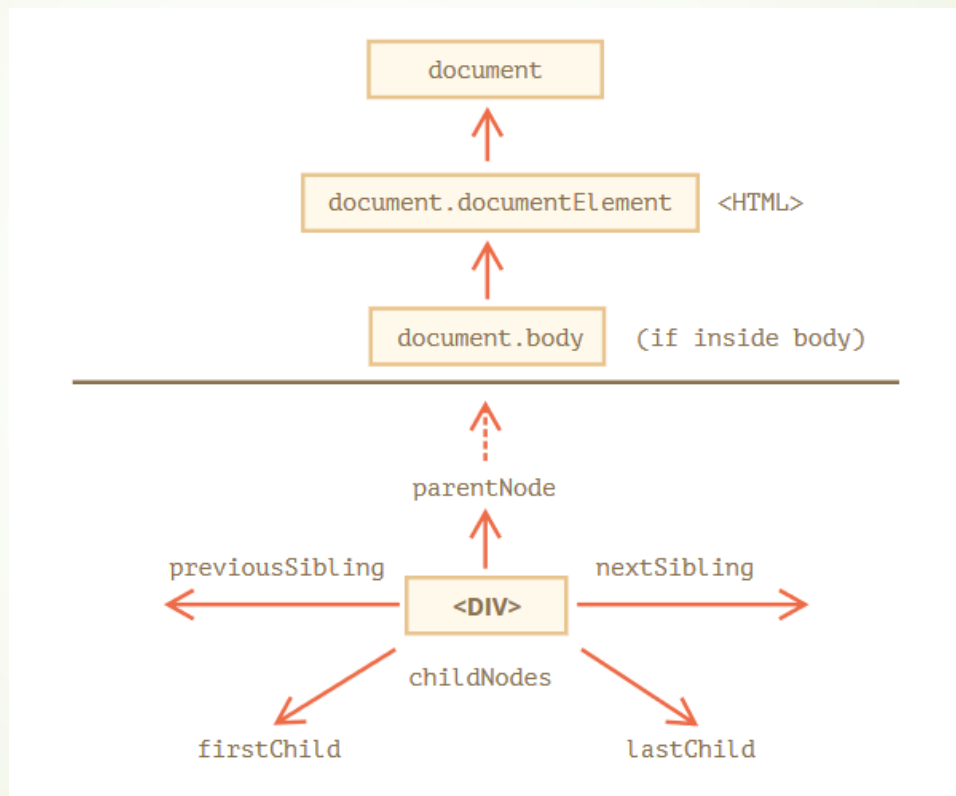 document
document.documentElement <HTML>
document.body (if inside body)
parentNode
previousSibling nextSibling
<DIV>
childNodes
firstChild lastChild